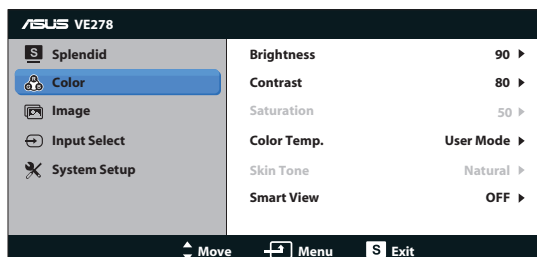 ASUS VE278
S Splendid
Color
Image
Input Select
System Setup
Brightness 90
Contrast 80
Saturation 50
Color Temp. User Mode
Skin Tone Natural
Smart View OFF
Move Menu S Exit